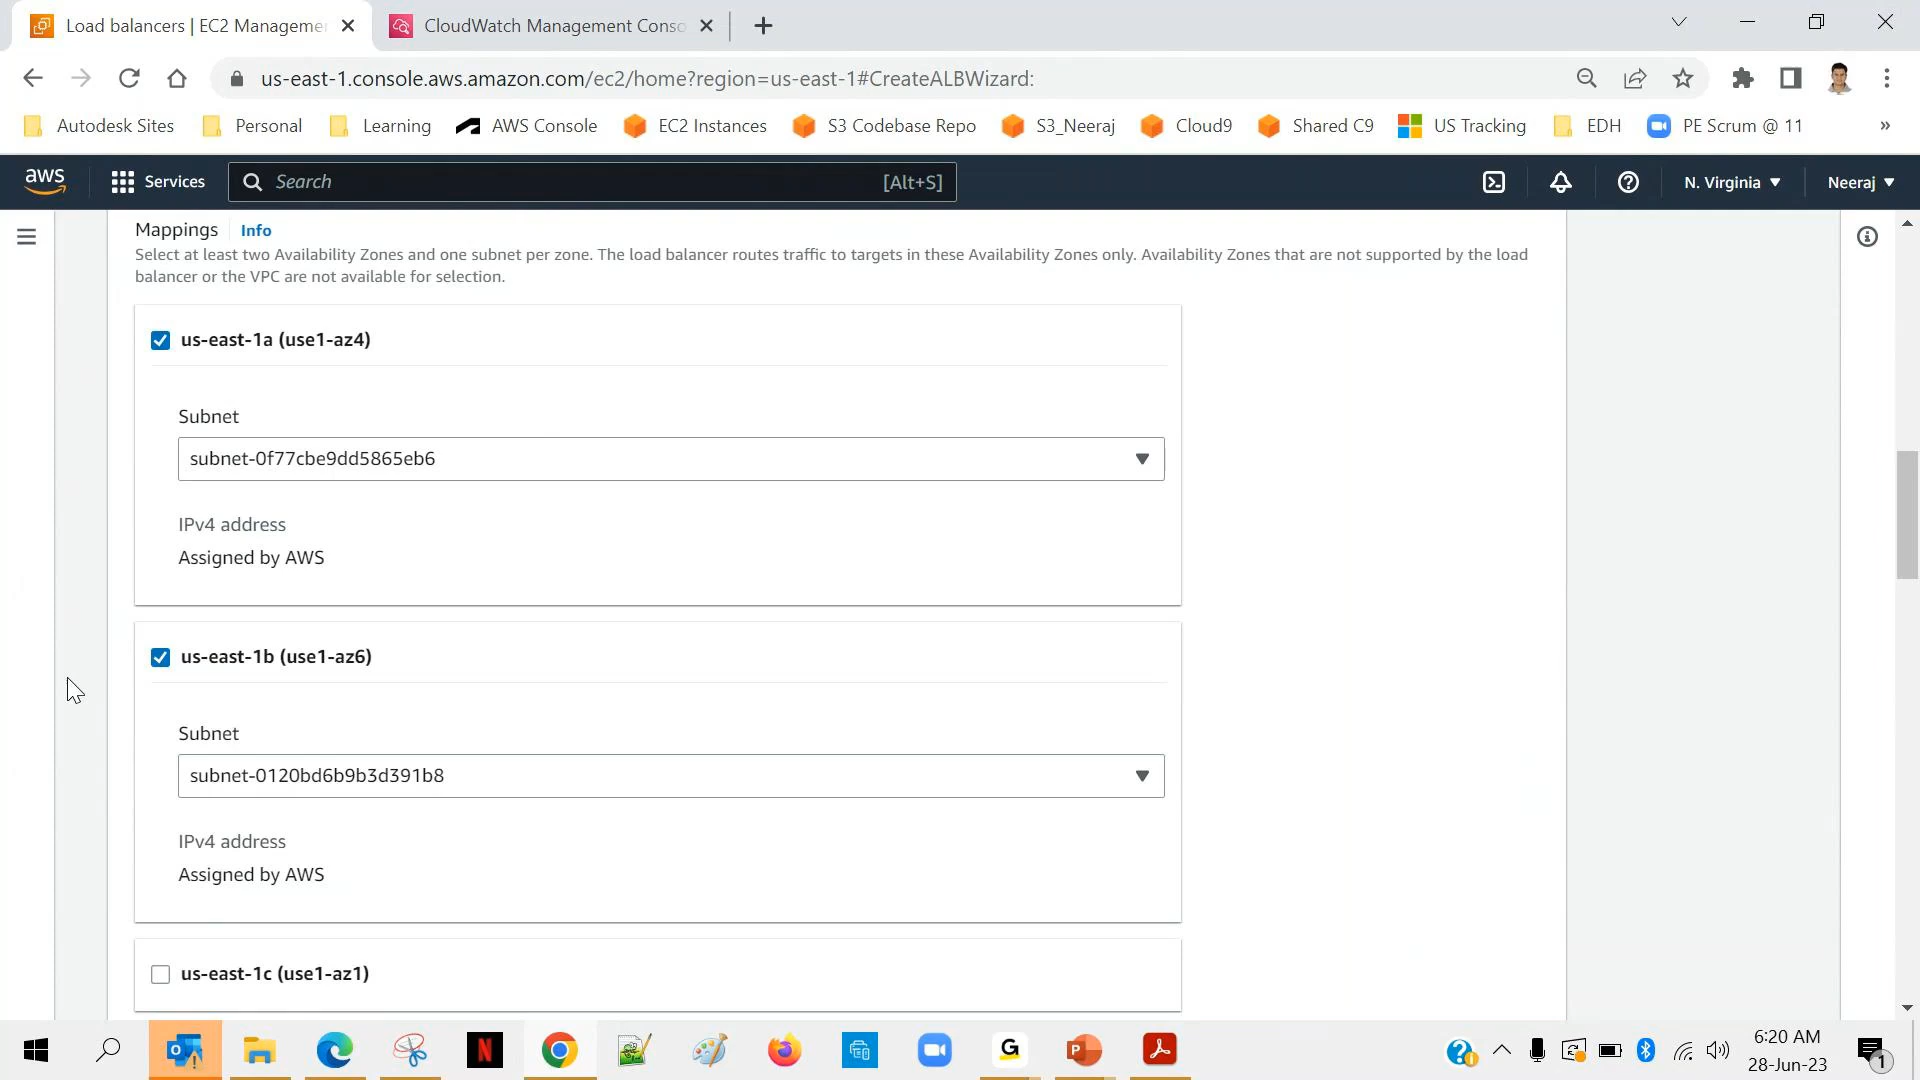 Load balancers | EC2 Manageme
CloudWatch Management Conso
us-east-1.console.aws.amazon.com/ec2/home?region=us-east-1#CreateALBWizard:
Autodesk Sites
Personal
Learning
AWS Console
EC2 Instances
S3 Codebase Repo
S3_Neeraj
Cloud9
Shared C9
US Tracking
EDH
PE Scrum @ 11
»
aws
Services
Search
[Alt+S]
N. Virginia
Neeraj
Mappings
Info
Select at least two Availability Zones and one subnet per zone. The load balancer routes traffic to targets in these Availability Zones only. Availability Zones that are not supported by the load
balancer or the VPC are not available for selection.
us-east-1a (use1-az4)
Subnet
subnet-0f77cbe9dd5865eb6
IPv4 address
Assigned by AWS
us-east-1b (use1-az6)
Subnet
subnet-0120bd6b9b3d391b8
IPv4 address
Assigned by AWS
us-east-1c (use1-az1)
N
G
P
6:20 AM
28-Jun-23
1